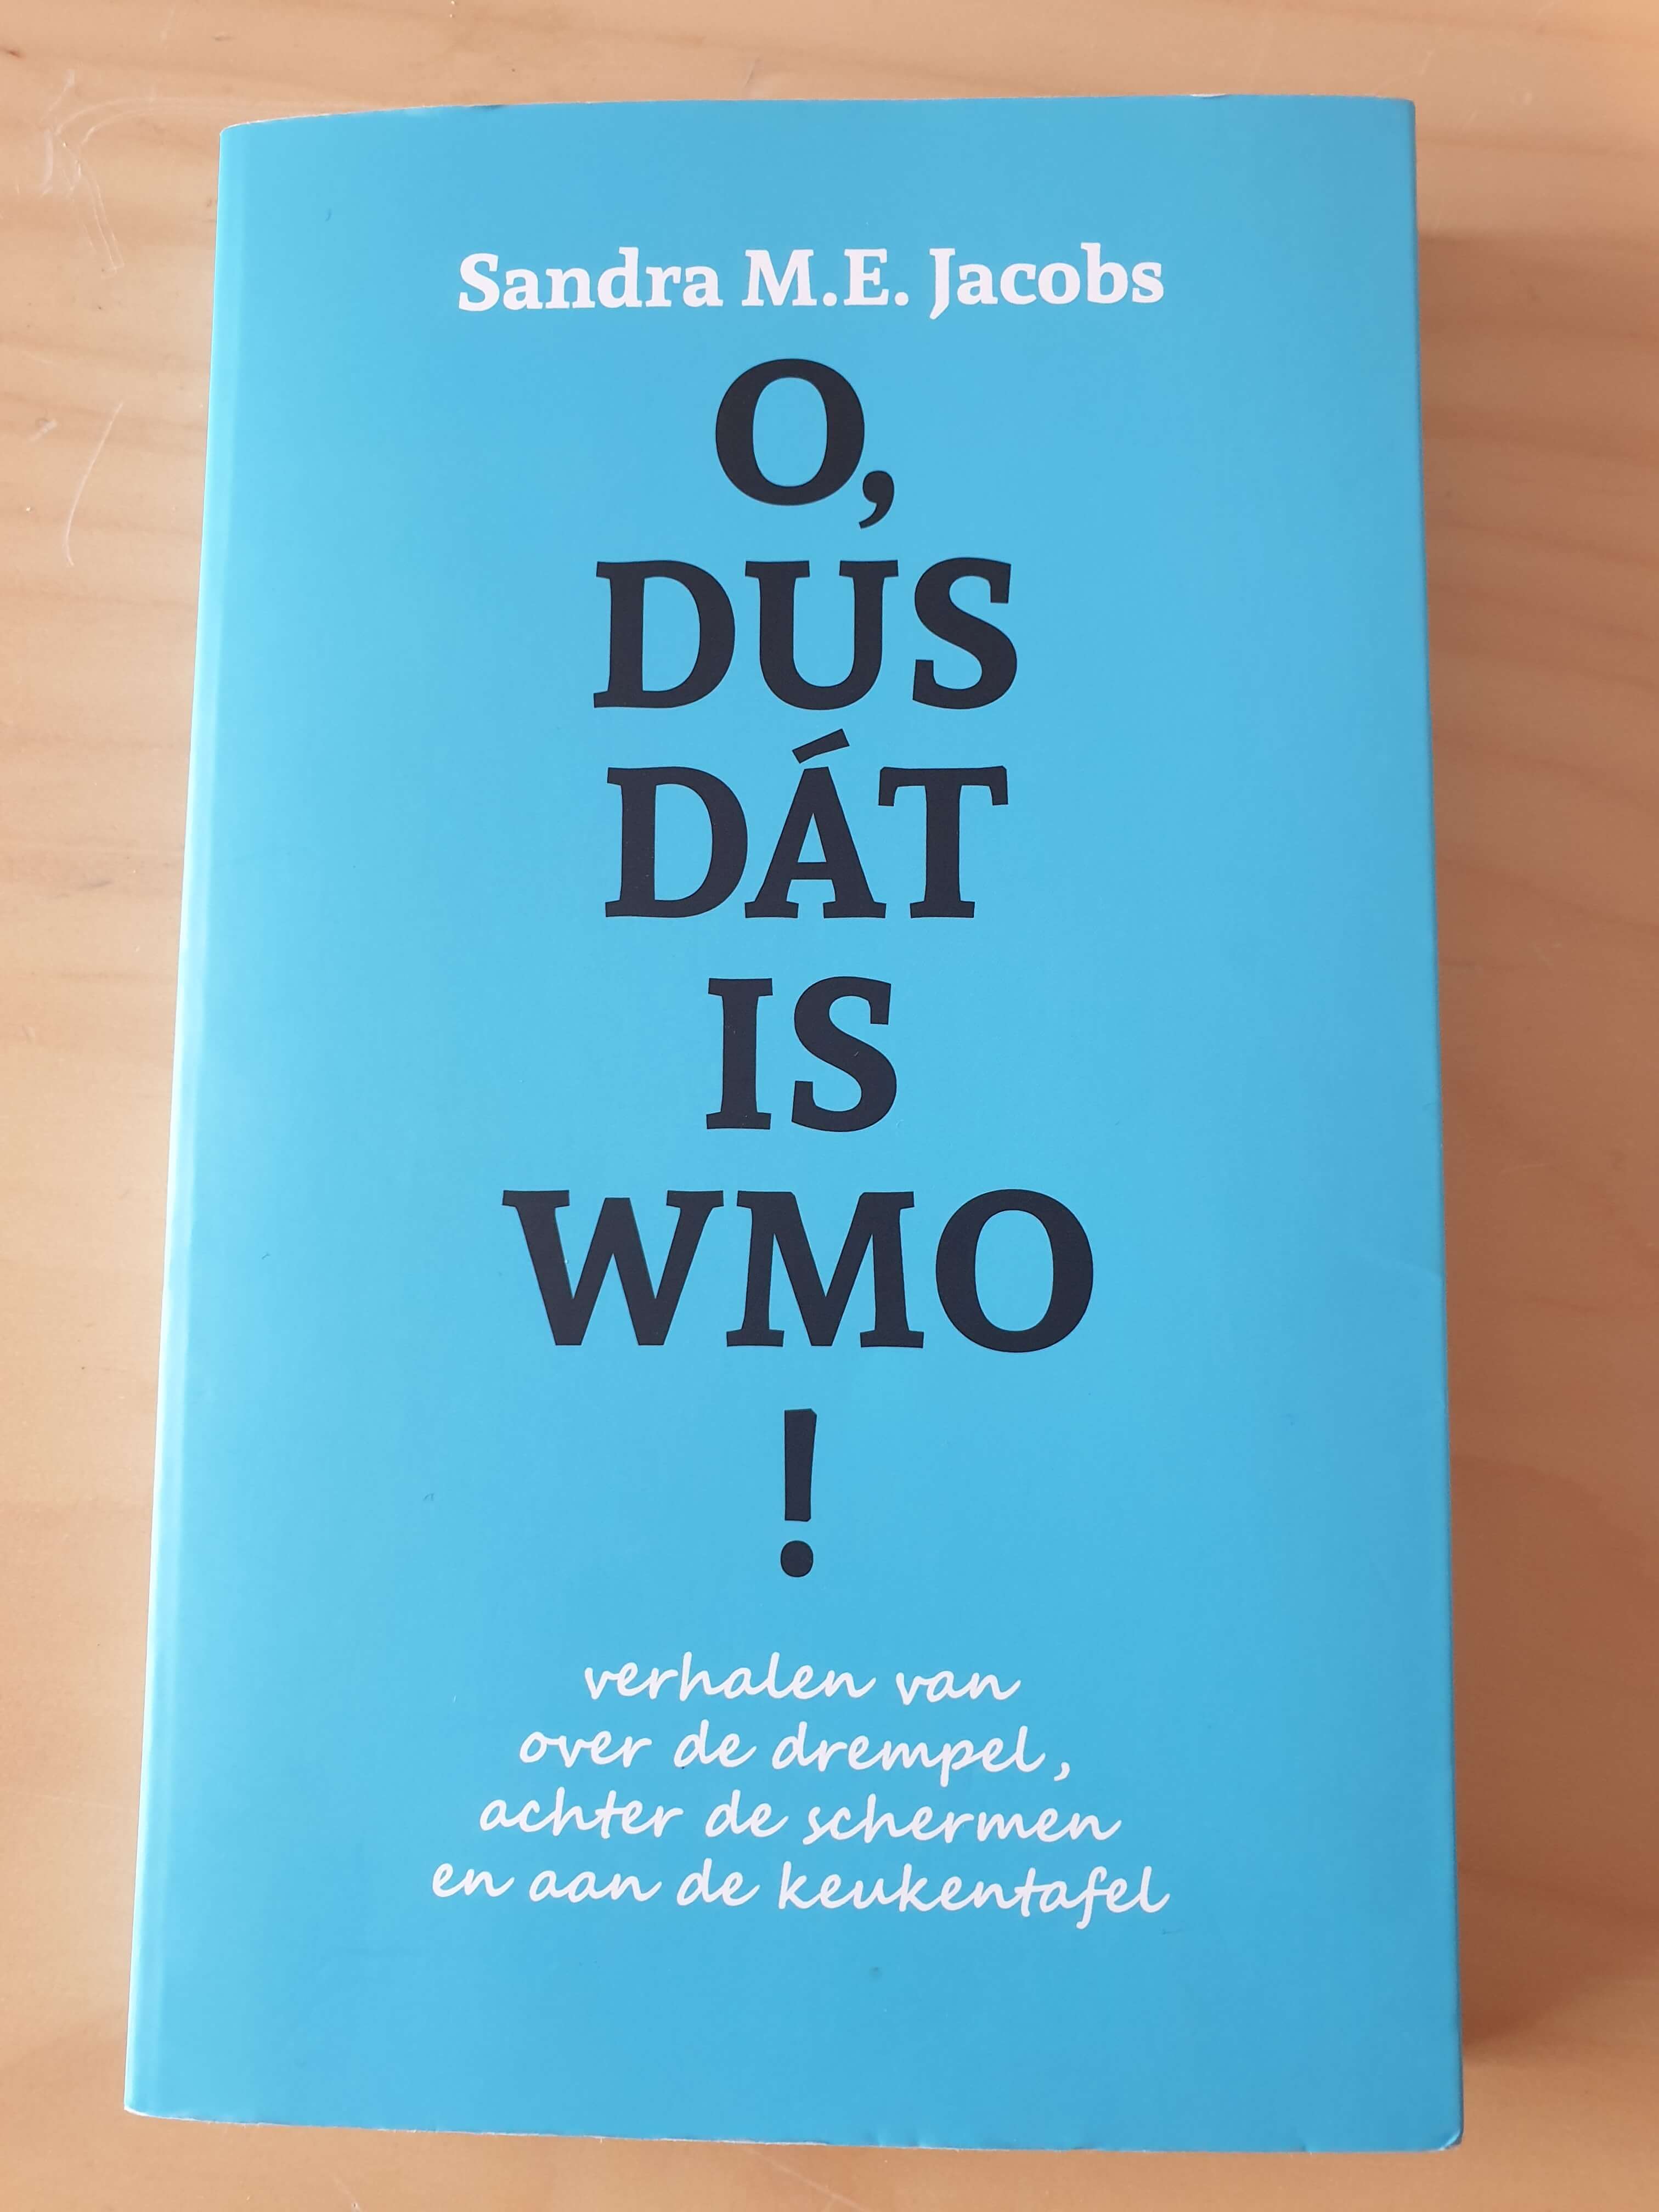 Sandra M.E. Jacobs
O,
DUS
DÁT
IS
WMO
!
verhalen van
over de drempel,
achter de schermen
en aan de keukentafel